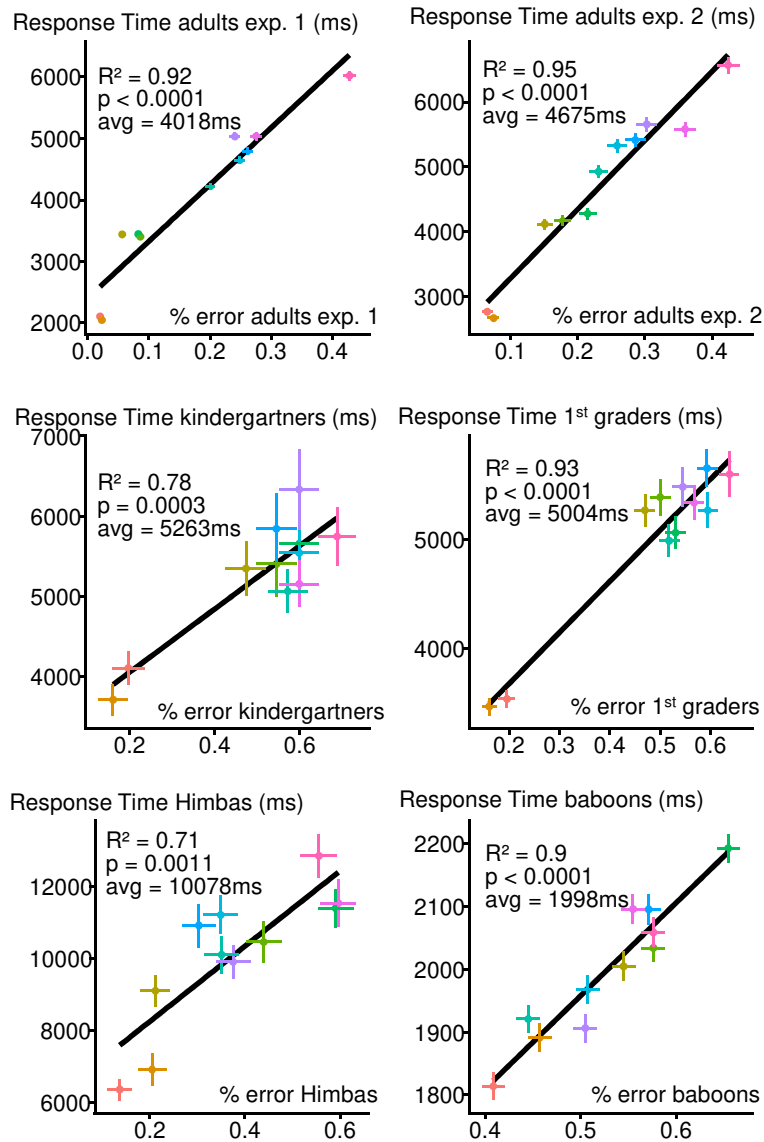 Response Time adults exp. 1 (ms)
R² = 0.92
p < 0.0001
avg = 4018ms
6000
5000
4000
3000
2000
% error adults exp. 1
0.0 0.1 0.2 0.3 0.4
Response Time adults exp. 2 (ms)
R² = 0.95
p < 0.0001
avg = 4675ms
6000
5000
4000
3000
% error adults exp. 2
0.1 0.2 0.3 0.4
Response Time kindergartners (ms)
7000
R² = 0.78
p = 0.0003
avg = 5263ms
6000
5000
4000
% error kindergartners
0.2 0.4 0.6
Response Time 1st graders (ms)
R² = 0.93
p < 0.0001
avg = 5004ms
5000
4000
% error 1st graders
0.2 0.3 0.4 0.5 0.6
Response Time Himbas (ms)
R² = 0.71
p = 0.0011
avg = 10078ms
12000
10000
8000
6000
% error Himbas
0.2 0.4 0.6
Response Time baboons (ms)
2200
R² = 0.9
p < 0.0001
avg = 1998ms
2100
2000
1900
1800
% error baboons
0.4 0.5 0.6